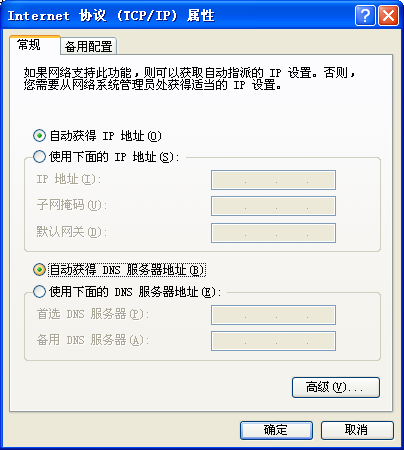 Internet 协议 (TCP/IP) 属性
常规
备用配置
如果网络支持此功能，则可以获取自动指派的 IP 设置。否则，
您需要从网络系统管理员处获得适当的 IP 设置。
自动获得 IP 地址(O)
使用下面的 IP 地址(S):
IP 地址(I):
子网掩码(U):
默认网关(D):
自动获得 DNS 服务器地址(B)
使用下面的 DNS 服务器地址(E):
首选 DNS 服务器(P):
备用 DNS 服务器(A):
高级(V)...
确定
取消